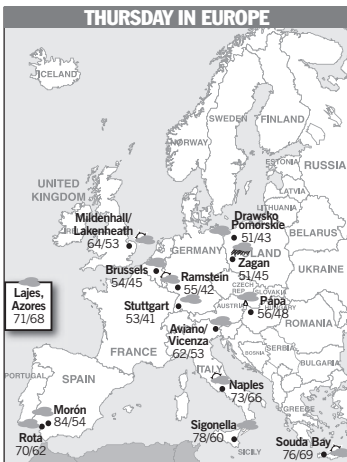 THURSDAY IN EUROPE
ICELAND
SWEDEN
FINLAND
NORWAY
ESTONIA
RUSSIA
LATVIA
UNITED
KINGDOM
LITHUANIA
Mildenhall/
Lakenheath
64/53
Drawsko
Pomorskie
51/43
BELARUS
GERMANY
Zagan
51/45
Brussels
54/45
Ramstein
55/42
UKRAINE
CZECH
REP.
SLOVAKIA
Lajes,
Azores
71/68
Stuttgart
53/41
AUSTRIA
Pápa
56/48
HUNGARY
Aviano/
Vicenza
62/53
ROMANIA
FRANCE
BOSNIA
SERBIA
BULGARIA
ITALY
PORTUGAL
SPAIN
Naples
73/66
Morón
84/54
GREECE
Sigonella
78/60
Rota
70/62
SICILY
Souda Bay
76/69